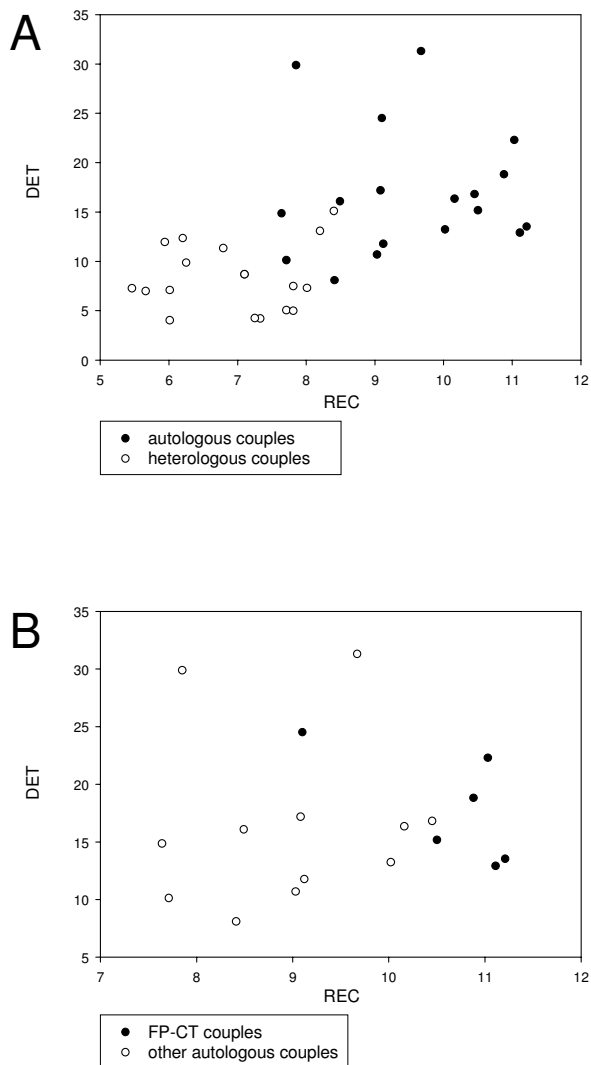 A
35
30
25
20
15
10
5
0
DET
5 6 7 8 9 10 11 12
REC
autologous couples
heterologous couples
B
35
30
25
20
15
10
5
DET
7 8 9 10 11 12
REC
FP-CT couples
other autologous couples